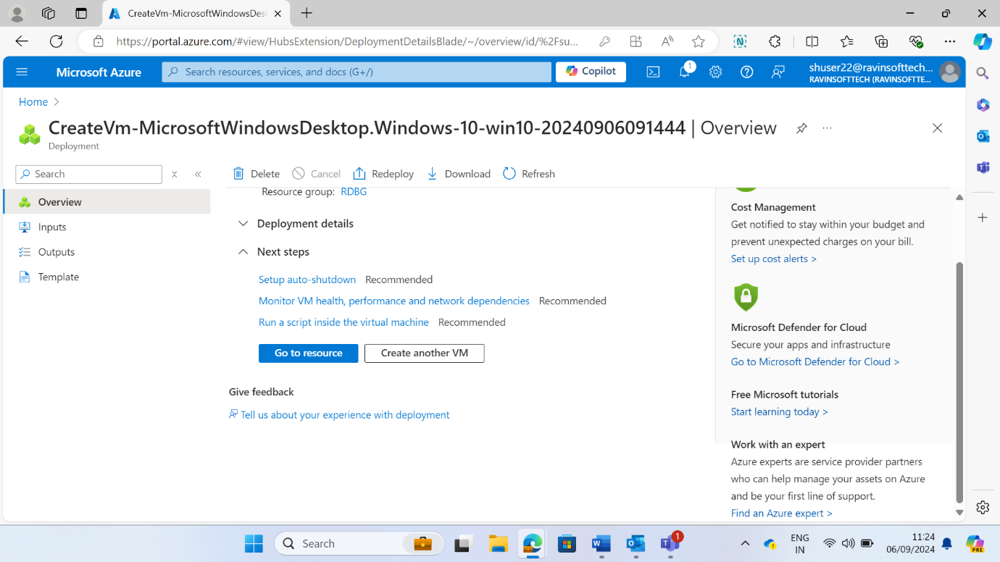 CreateVm-MicrosoftWindowsDesl
https://portal.azure.com/#view/HubsExtension/DeploymentDetailsBlade/~/overview/id/%2Fsu...
Microsoft Azure
Search resources, services, and docs (G+/)
Copilot
1
shuser22@ravinsofttech...
RAVINSOFTTECH (RAVINSOFTTE...
Home >
CreateVm-MicrosoftWindowsDesktop.Windows-10-win10-20240906091444 | Overview
Deployment
Search
Delete
Cancel
Redeploy
Download
Refresh
Overview
Inputs
Outputs
Template
Resource group: RDBG
Deployment details
Next steps
Setup auto-shutdown Recommended
Monitor VM health, performance and network dependencies Recommended
Run a script inside the virtual machine Recommended
Go to resource
Create another VM
Give feedback
Tell us about your experience with deployment
Cost Management
Get notified to stay within your budget and
prevent unexpected charges on your bill.
Set up cost alerts >
Microsoft Defender for Cloud
Secure your apps and infrastructure
Go to Microsoft Defender for Cloud >
Free Microsoft tutorials
Start learning today >
Work with an expert
Azure experts are service provider partners
who can help manage your assets on Azure
and be your first line of support.
Find an Azure expert >
Search
1
ENG
IN
11:24
06/09/2024
PRE